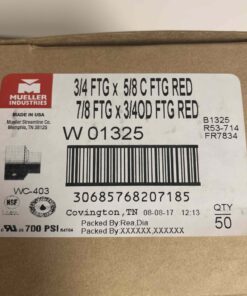 MUELLER
INDUSTRIES
MADE IN USA
Mueller Streamline Co.
Memphis, TN 38125
3/4 FTG x 5/8 C FTG RED
7/8 FTG x 3/4OD FTG RED
W 01325
B1325
R53-714
FR7834
WC-403
30685768207185
NSF
Covington,TN 08-08-17 12:13
Packed By:Rea,Dia
Packed By:XXXXXX,XXXXXX
QTY
50
700 PSI